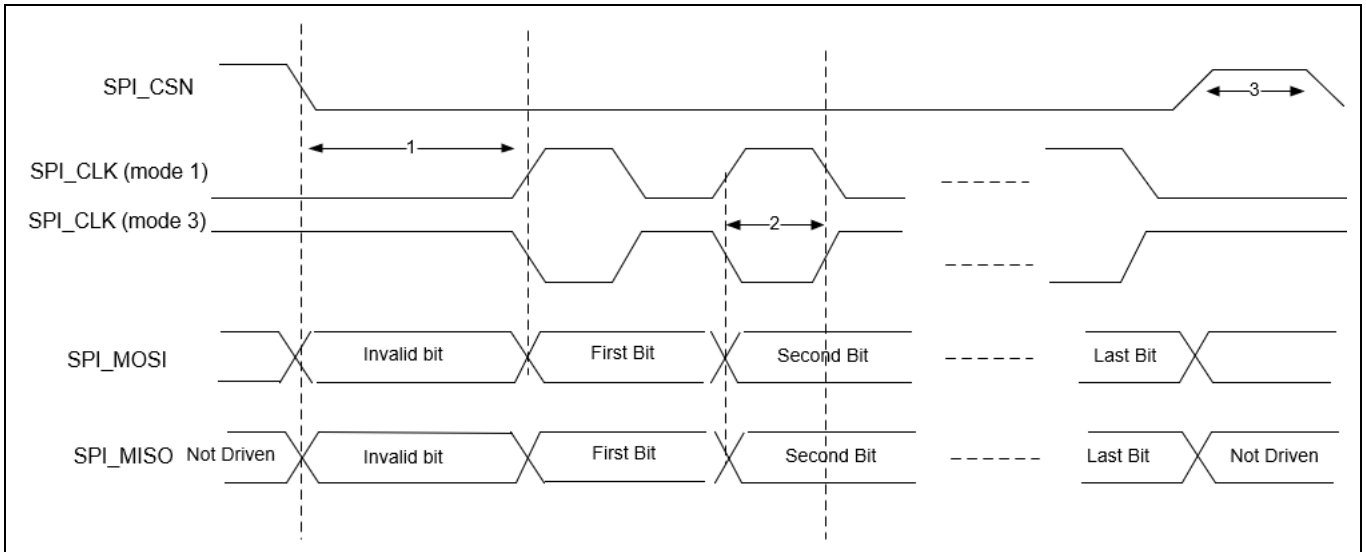 SPI_CSN
3
1
SPI_CLK (mode 1)
SPI_CLK (mode 3)
2
SPI_MOSI Invalid bit First Bit Second Bit Last Bit
SPI_MISO Not Driven Invalid bit First Bit Second Bit Last Bit Not Driven